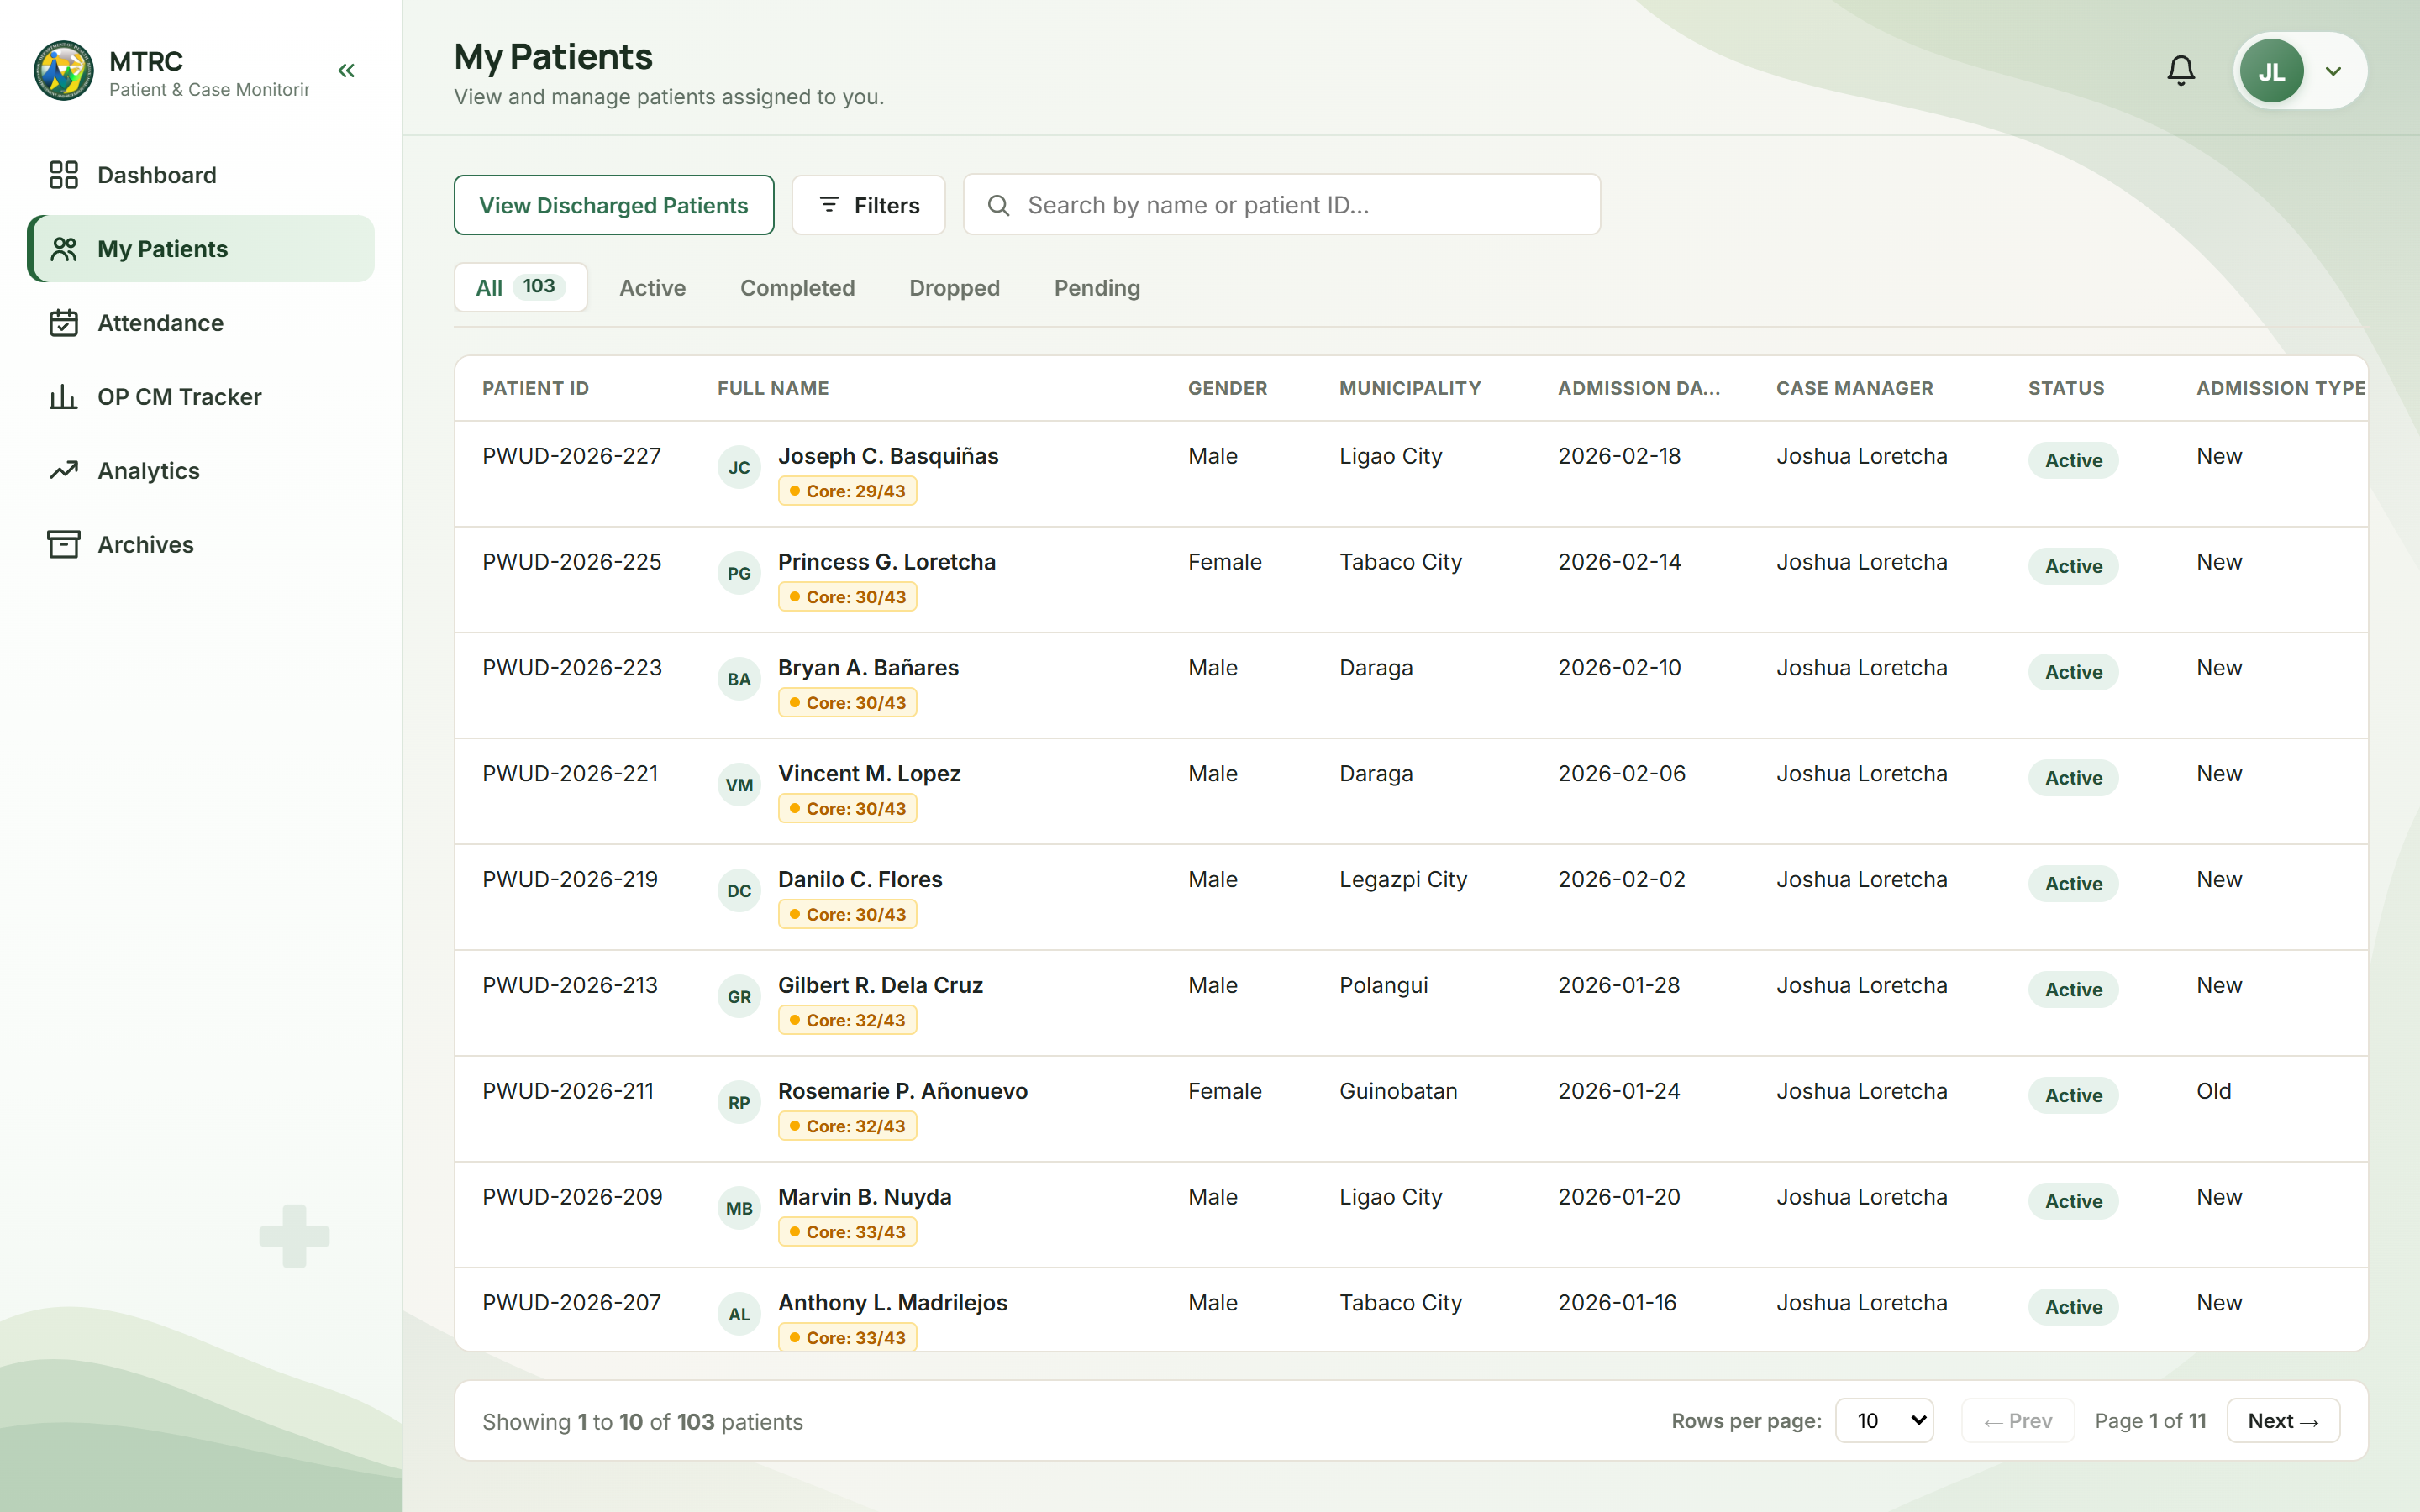 MTRC
Patient & Case Monitorin
Dashboard
My Patients
Attendance
OP CM Tracker
Analytics
Archives
My Patients
View and manage patients assigned to you.
JL
View Discharged Patients
Filters
Search by name or patient ID...
All 103 Active Completed Dropped Pending
PATIENT ID FULL NAME GENDER MUNICIPALITY ADMISSION DA... CASE MANAGER STATUS ADMISSION TYPE
PWUD-2026-227 JC Joseph C. Basquiñas Male Ligao City 2026-02-18 Joshua Loretcha Active New
Core: 29/43
PWUD-2026-225 PG Princess G. Loretcha Female Tabaco City 2026-02-14 Joshua Loretcha Active New
Core: 30/43
PWUD-2026-223 BA Bryan A. Bañares Male Daraga 2026-02-10 Joshua Loretcha Active New
Core: 30/43
PWUD-2026-221 VM Vincent M. Lopez Male Daraga 2026-02-06 Joshua Loretcha Active New
Core: 30/43
PWUD-2026-219 DC Danilo C. Flores Male Legazpi City 2026-02-02 Joshua Loretcha Active New
Core: 30/43
PWUD-2026-213 GR Gilbert R. Dela Cruz Male Polangui 2026-01-28 Joshua Loretcha Active New
Core: 32/43
PWUD-2026-211 RP Rosemarie P. Añonuevo Female Guinobatan 2026-01-24 Joshua Loretcha Active Old
Core: 32/43
PWUD-2026-209 MB Marvin B. Nuyda Male Ligao City 2026-01-20 Joshua Loretcha Active New
Core: 33/43
PWUD-2026-207 AL Anthony L. Madrilejos Male Tabaco City 2026-01-16 Joshua Loretcha Active New
Core: 33/43
Showing 1 to 10 of 103 patients
Rows per page: 10 ← Prev Page 1 of 11 Next →